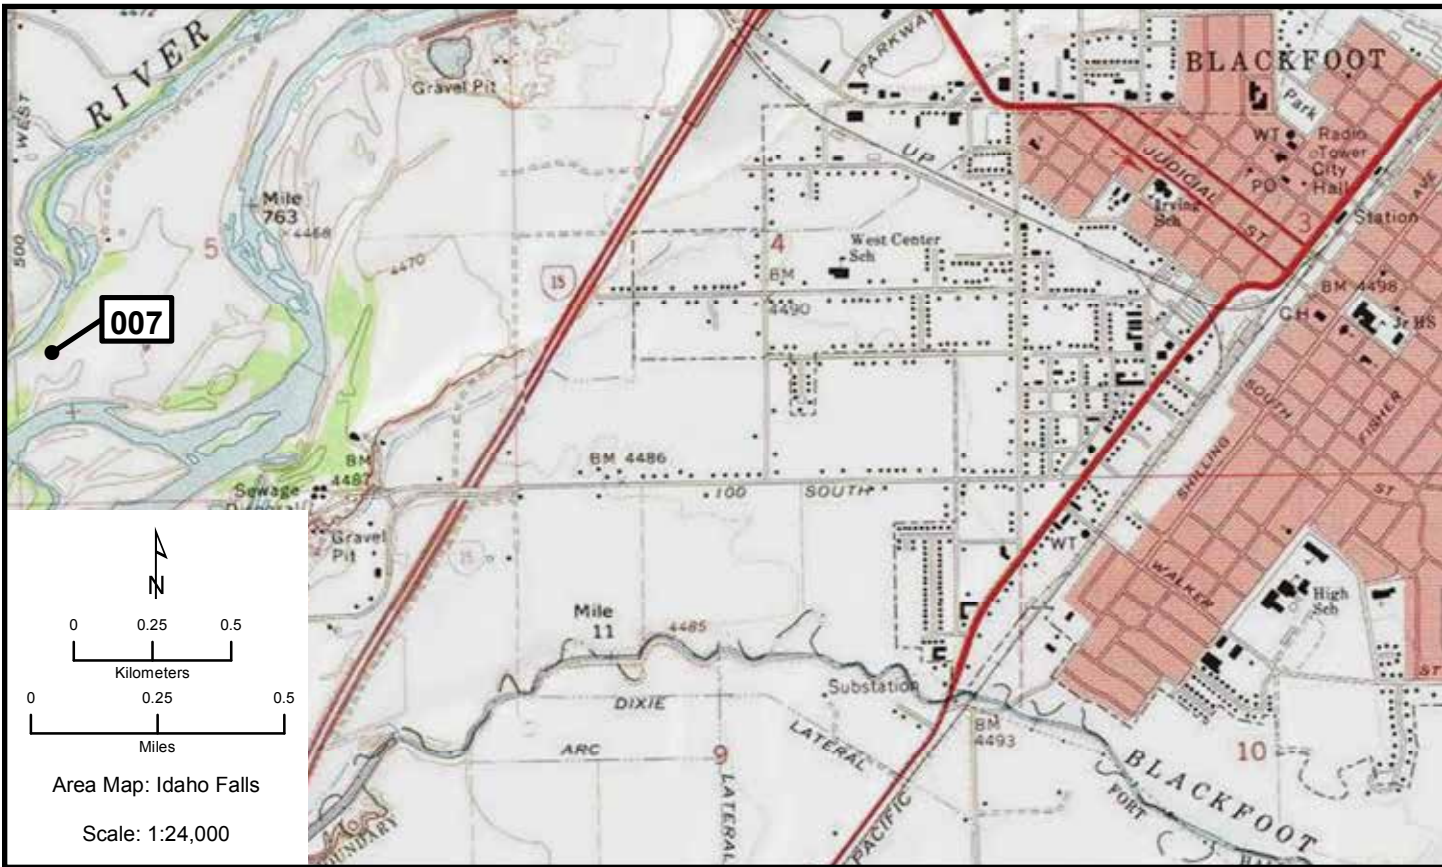 RIVER
WEST
500
Gravel Pit
Mile
763
4468
5
4470
007
15
BM
4487
Sewage
Gravel
Pit
15
PARKWA
BLACKFOOT
Park
UP
WT
Radio
Tower
City
Hall
PO
JUDICIAL
ST
Irving
Sch
3
Station
AVE
4
West Center
Sch
BM
4490
BM 4498
CH
Jr HS
SOUTH
FISHER
SHILLING
ST
BM 4486
100 SOUTH
WT
WALKER
High
Sch
ST
Mile
11
4485
Substation
DIXIE
LATERAL
BM
4493
ARC
9
LATERAL
10
BLACKFOOT
FORT
PACIFIC
N
0 0.25 0.5
Kilometers
0 0.25 0.5
Miles
Area Map: Idaho Falls
Scale: 1:24,000